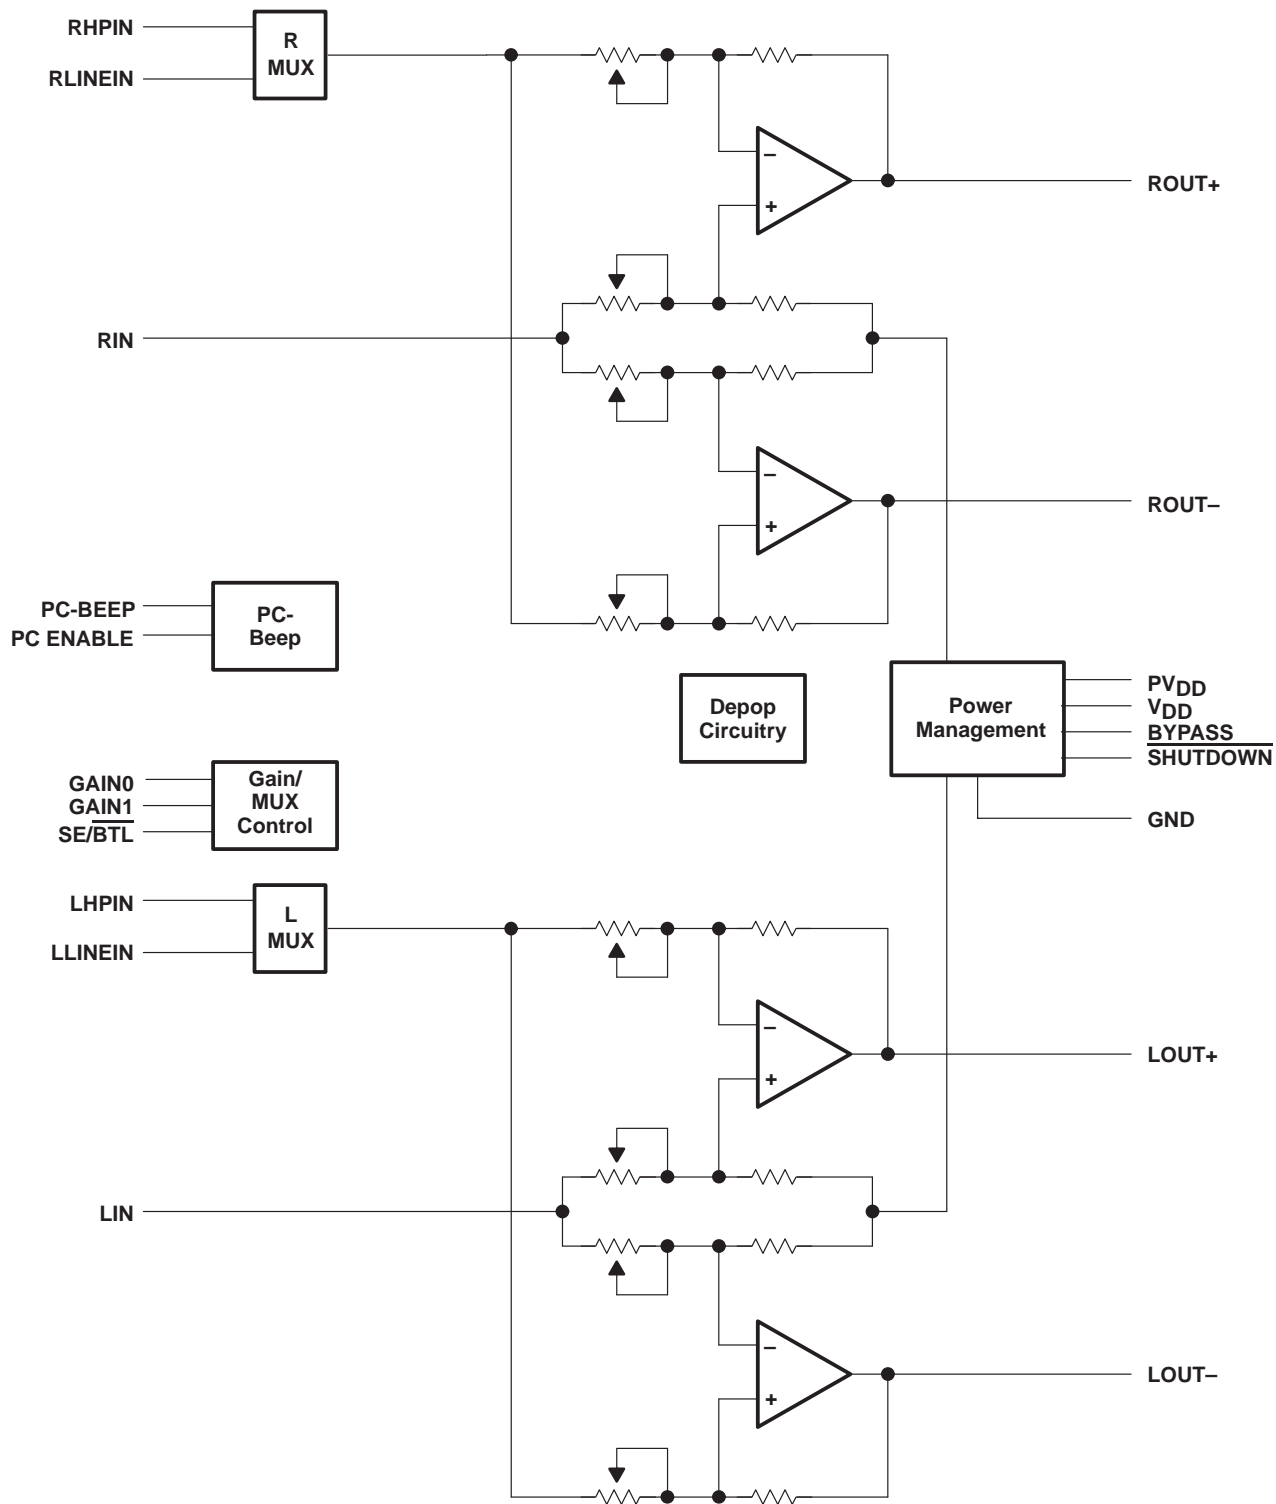 RHPIN
R
MUX
RLINEIN
–
ROUT+
+
RIN
–
ROUT–
+
PC-BEEP
PC ENABLE
PC-
Beep
Depop
Circuitry
Power
Management
PVDD
VDD
BYPASS
SHUTDOWN
GND
GAIN0
GAIN1
SE/BTL
Gain/
MUX
Control
LHPIN
L
MUX
LLINEIN
–
LOUT+
+
LIN
–
LOUT–
+